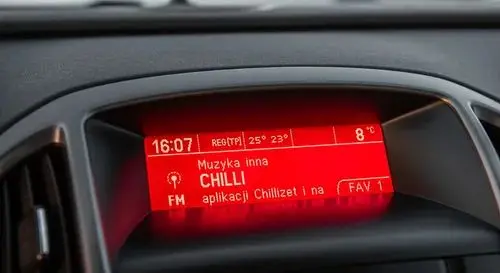 16:07 REG[TP] 25° 23° 8°C
Muzyka inna
CHILLI
FM aplikacji Chillizet i na FAV 1